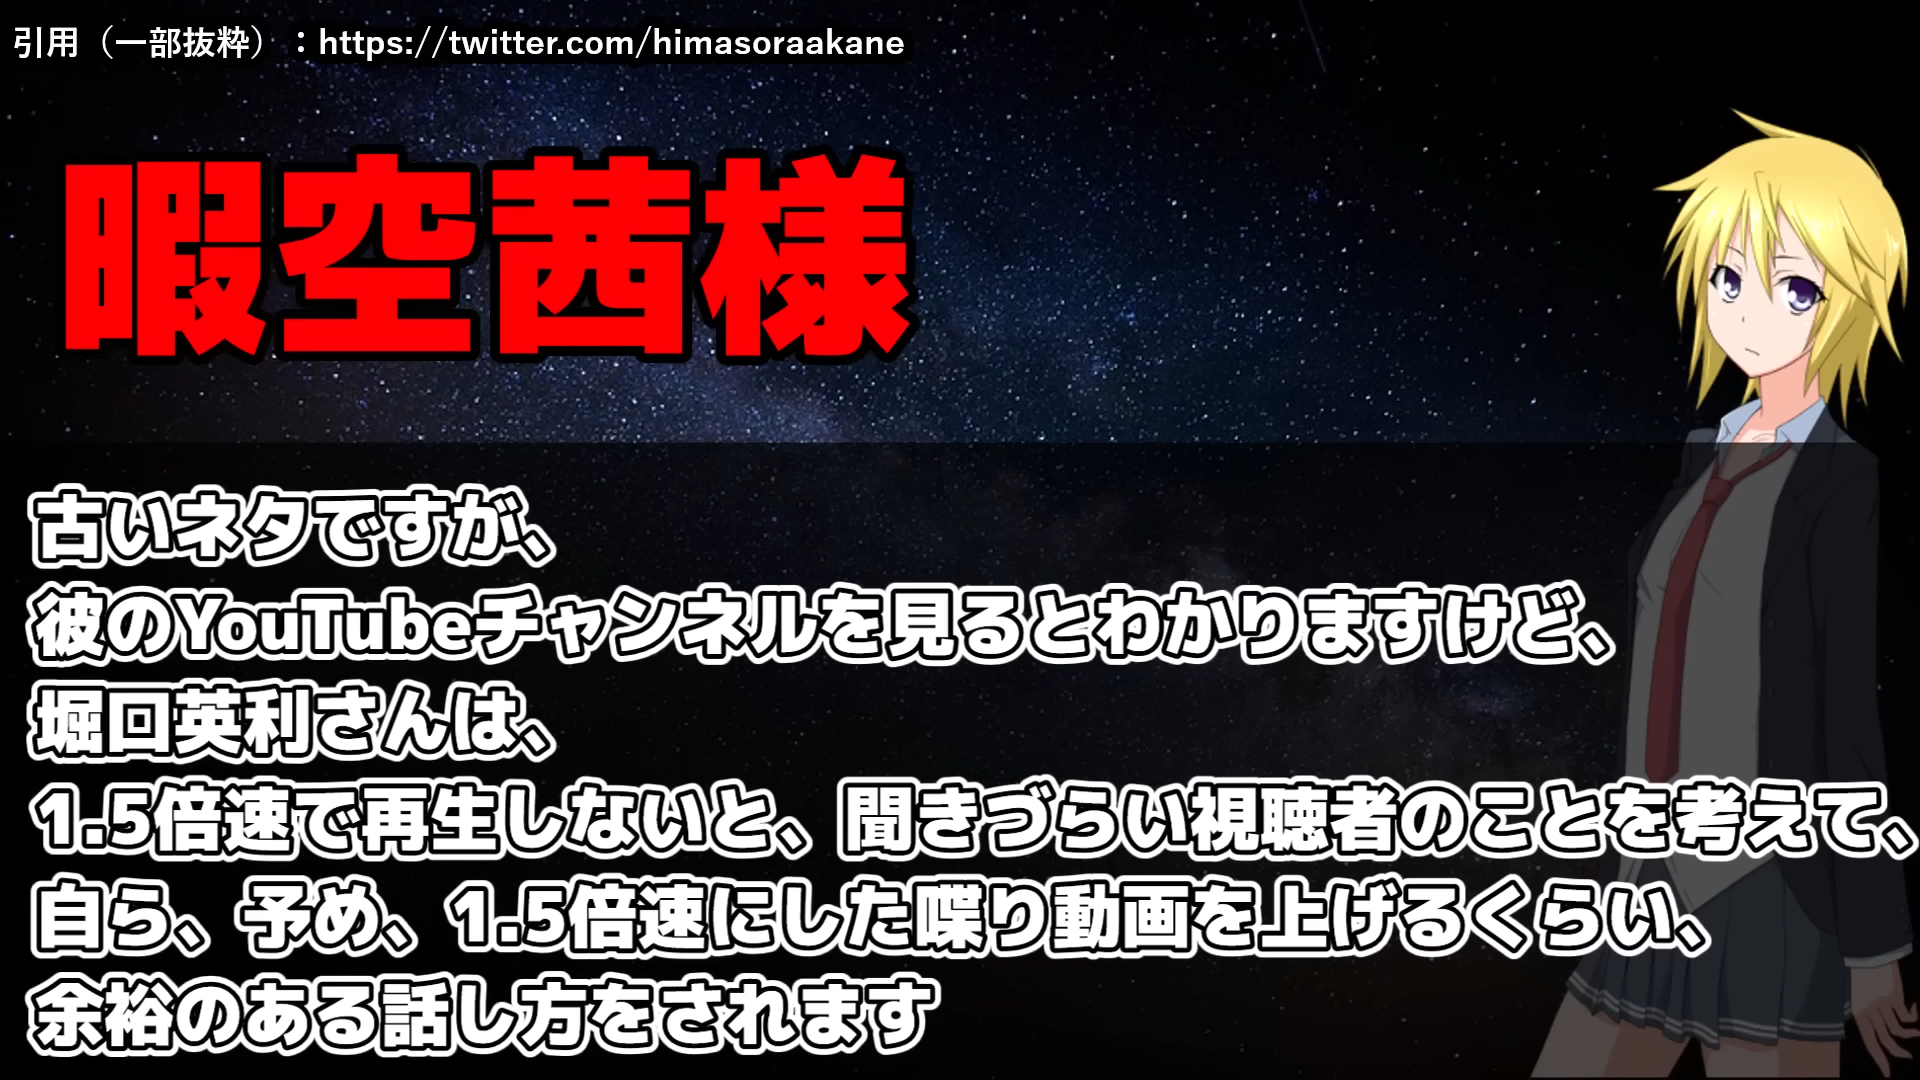 引用（一部抜粋）：https://twitter.com/himasoraakane
暇空茜様
古いネタですが、
彼のYouTubeチャンネルを見るとわかりますけど、
堀口英利さんは、
1.5倍速で再生しないと、聞きづらい視聴者のことを考えて、
自ら、予め、1.5倍速にした喋り動画を上げるくらい、
余裕のある話し方をされます